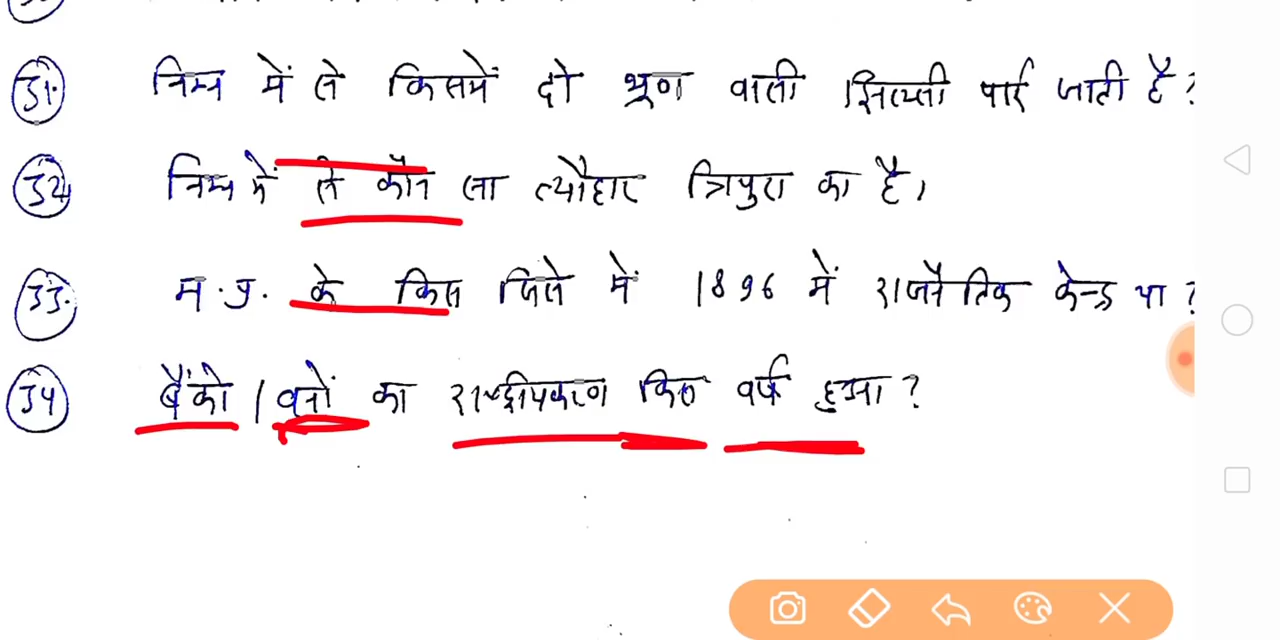 31. निम्न में से किसमें दो भ्रूण वाली झिल्ली पाई जाती है?
32 निम्न में से कौन सा त्यौहार त्रिपुरा का है।
33. म.प्र. के किस जिले में 1896 में राजनैतिक केन्द्र था?
34 बैंको / वनों का राष्ट्रीयकरण किस वर्ष हुआ?